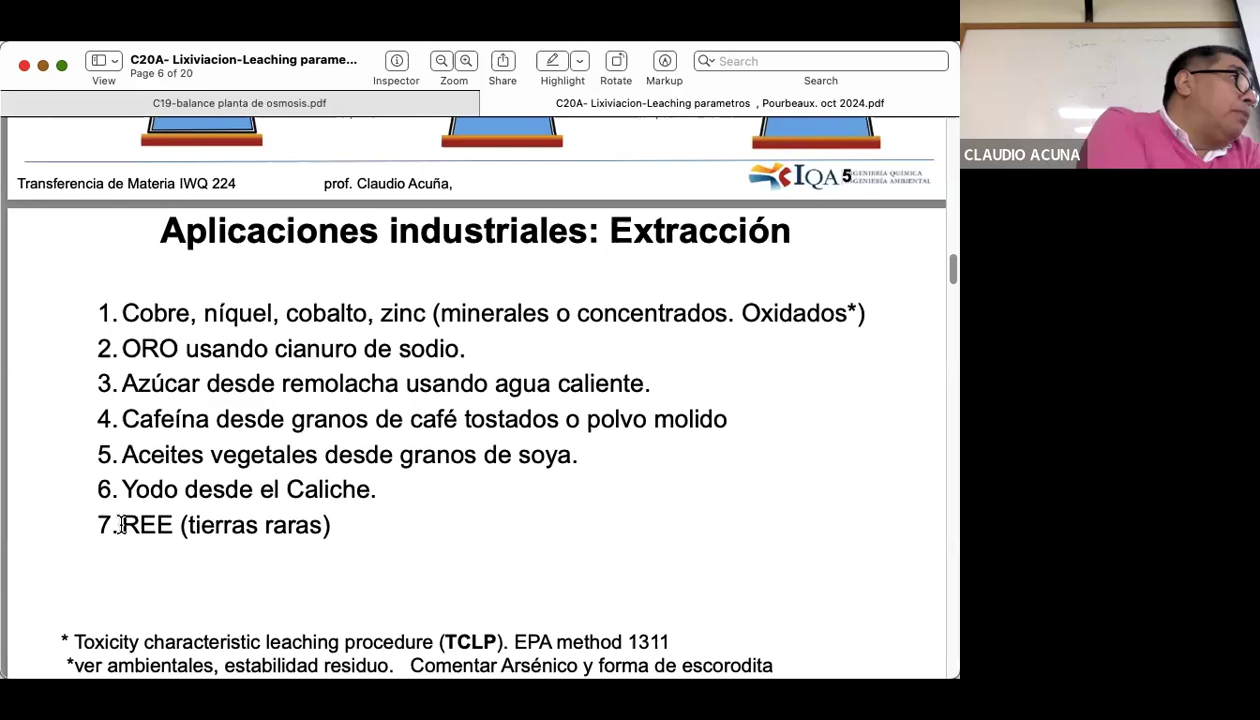 C20A- Lixiviacion-Leaching parame...
Page 6 of 20
View
Inspector
Zoom
Share
Highlight
Rotate
Markup
Search
Search
C19-balance planta de osmosis.pdf
C20A- Lixiviacion-Leaching parametros , Pourbeaux. oct 2024.pdf
CLAUDIO ACUNA
Transferencia de Materia IWQ 224
prof. Claudio Acuña,
IQA 5
Aplicaciones industriales: Extracción
1. Cobre, níquel, cobalto, zinc (minerales o concentrados. Oxidados*)
2. ORO usando cianuro de sodio.
3. Azúcar desde remolacha usando agua caliente.
4. Cafeína desde granos de café tostados o polvo molido
5. Aceites vegetales desde granos de soya.
6. Yodo desde el Caliche.
7. REE (tierras raras)
* Toxicity characteristic leaching procedure (TCLP). EPA method 1311
*ver ambientales, estabilidad residuo. Comentar Arsénico y forma de escorodita